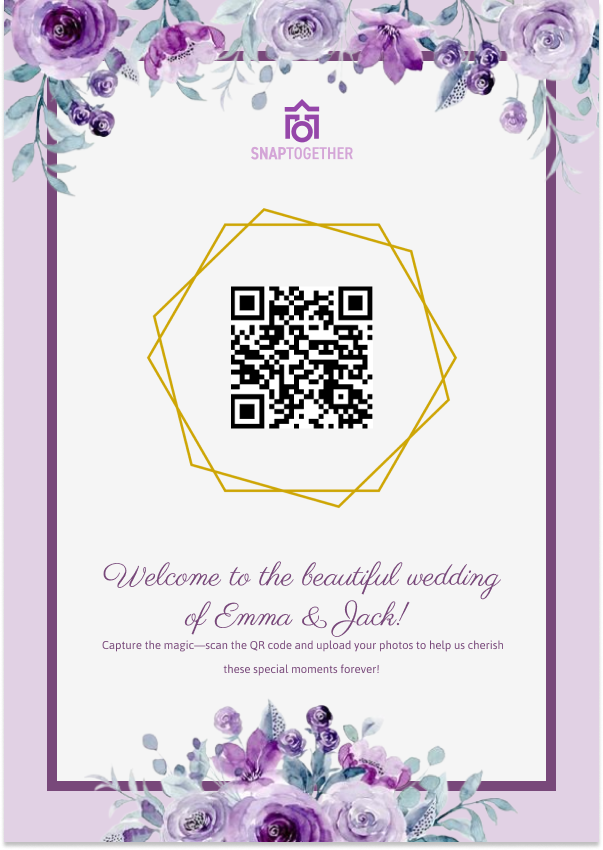 SNAPTOGETHER
Welcome to the beautiful wedding
of Emma & Jack!
Capture the magic—scan the QR code and upload your photos to help us cherish
these special moments forever!